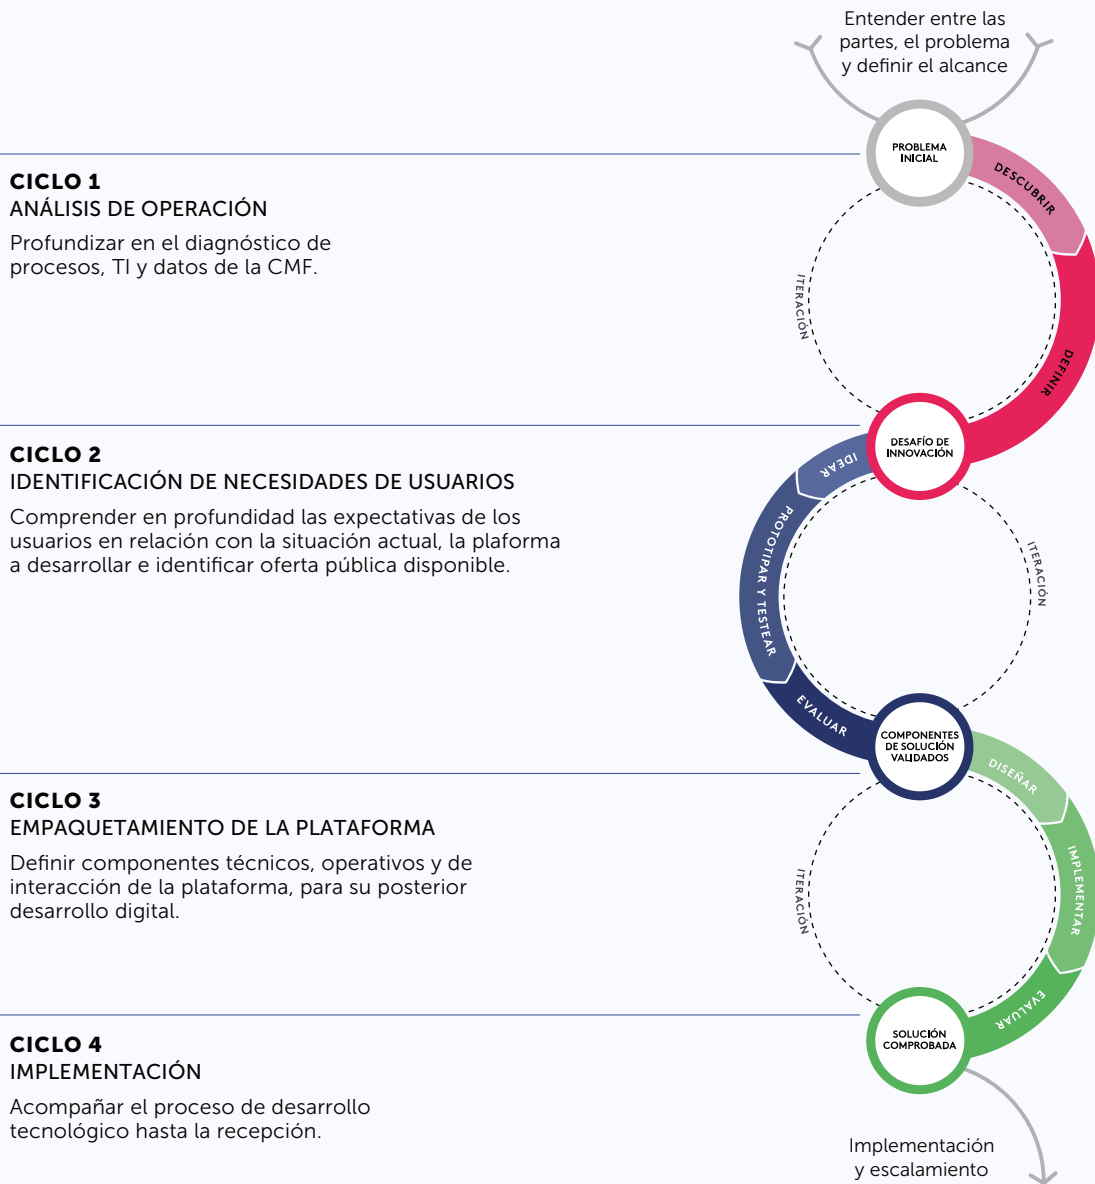 Entender entre las
partes, el problema
y definir el alcance
PROBLEMA
INICIAL
DESCUBRIR
CICLO 1
ANÁLISIS DE OPERACIÓN
Profundizar en el diagnóstico de
procesos, TI y datos de la CMF.
ITERACIÓN
DEFINIR
DESAFÍO DE
INNOVACIÓN
CICLO 2
IDENTIFICACIÓN DE NECESIDADES DE USUARIOS
Comprender en profundidad las expectativas de los
usuarios en relación con la situación actual, la plaforma
a desarrollar e identificar oferta pública disponible.
IDEAR
PROTOTIPAR Y TESTEAR
ITERACIÓN
EVALUAR
COMPONENTES
DE SOLUCIÓN
VALIDADOS
CICLO 3
EMPAQUETAMIENTO DE LA PLATAFORMA
Definir componentes técnicos, operativos y de
interacción de la plataforma, para su posterior
desarrollo digital.
DISEÑAR
IMPLEMENTAR
ITERACIÓN
EVALUAR
SOLUCIÓN
COMPROBADA
CICLO 4
IMPLEMENTACIÓN
Acompañar el proceso de desarrollo
tecnológico hasta la recepción.
Implementación
y escalamiento